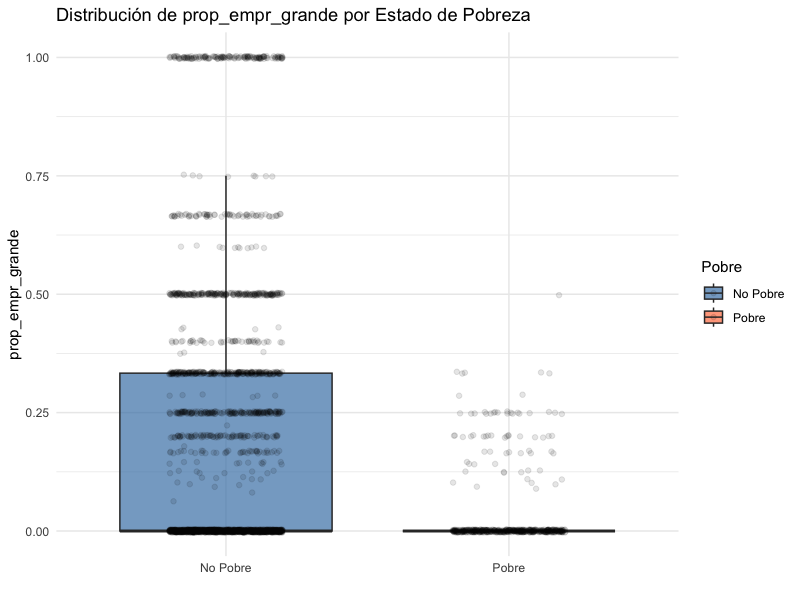 Distribución de prop_empr_grande por Estado de Pobreza
prop_empr_grande
1.00
0.75
0.50
0.25
0.00
No Pobre
Pobre
Pobre
No Pobre
Pobre